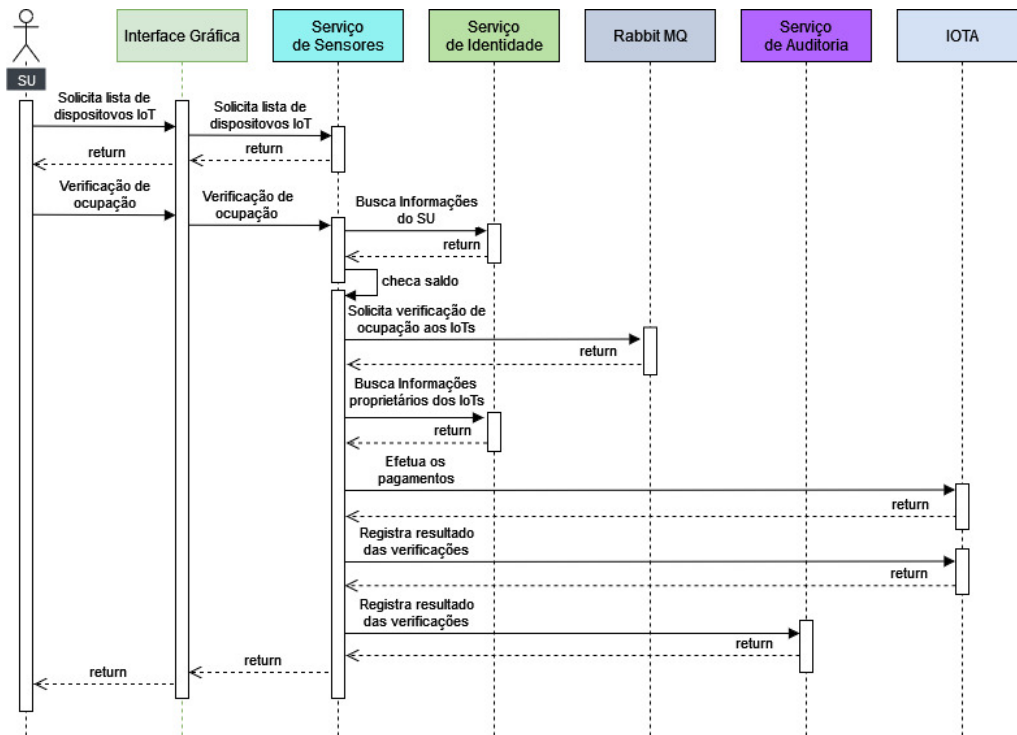 Interface Gráfica
Serviço
de Sensores
Serviço
de Identidade
Rabbit MQ
Serviço
de Auditoria
IOTA
SU
Solicita lista de
dispositovos IoT
Solicita lista de
dispositovos IoT
return
return
Verificação de
ocupação
Verificação de
ocupação
Busca Informações
do SU
return
checa saldo
Solicita verificação de
ocupação aos IoTs
return
Busca Informações
proprietários dos IoTs
return
Efetua os
pagamentos
return
Registra resultado
das verificações
return
Registra resultado
das verificações
return
return
return